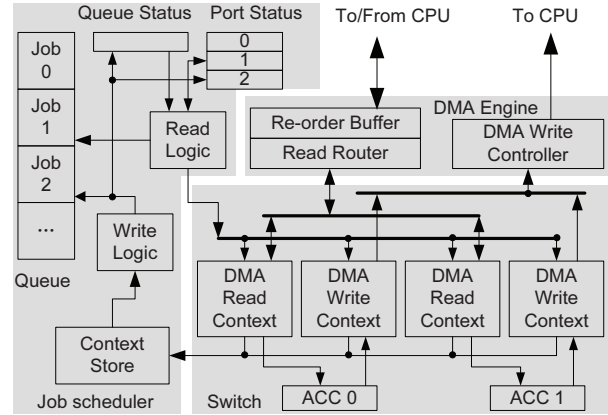 Queue Status
Port Status
To/From CPU
To CPU
Job
0
Job
1
Job
2
...
Queue
0
1
2
Read
Logic
Write
Logic
Context
Store
Job scheduler
DMA Engine
Re-order Buffer
Read Router
DMA Write
Controller
DMA
Read
Context
DMA
Write
Context
DMA
Read
Context
DMA
Write
Context
ACC 0
ACC 1
Switch